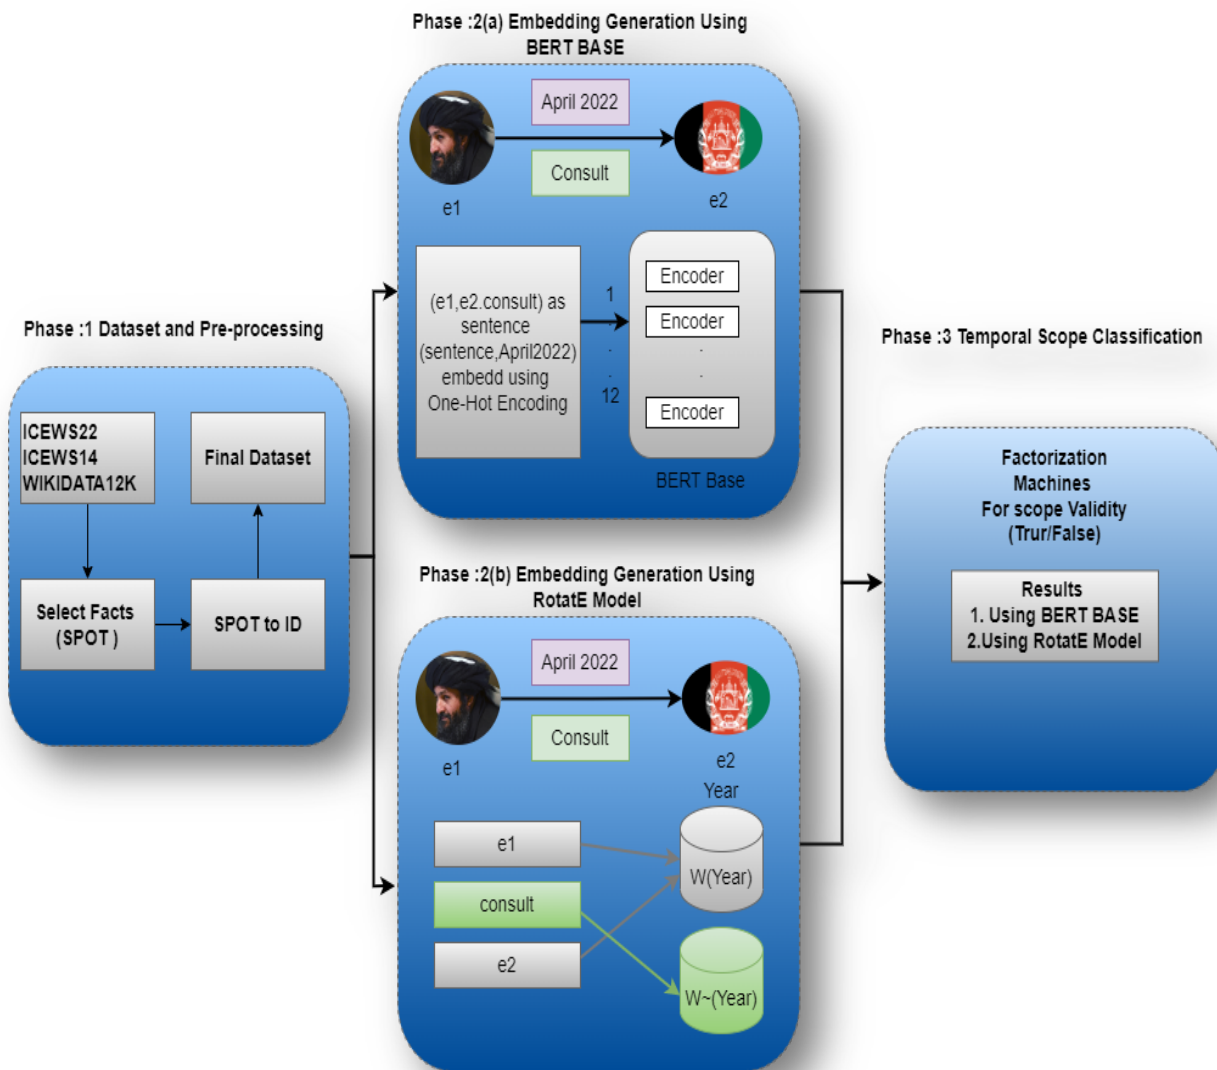 Phase :1 Dataset and Pre-processing
ICEWS22
ICEWS14
WIKIDATA12K
Final Dataset
Select Facts
(SPOT )
SPOT to ID
Phase :2(a) Embedding Generation Using
BERT BASE
April 2022
Consult
e1
e2
(e1,e2.consult) as
sentence
(sentence,April2022)
embedd using
One-Hot Encoding
1
.
.
.
12
Encoder
Encoder
.
.
Encoder
BERT Base
Phase :2(b) Embedding Generation Using
RotatE Model
April 2022
Consult
e1
e2
Year
e1
consult
e2
W(Year)
W~(Year)
Phase :3 Temporal Scope Classification
Factorization
Machines
For scope Validity
(Trur/False)
Results
1. Using BERT BASE
2.Using RotatE Model